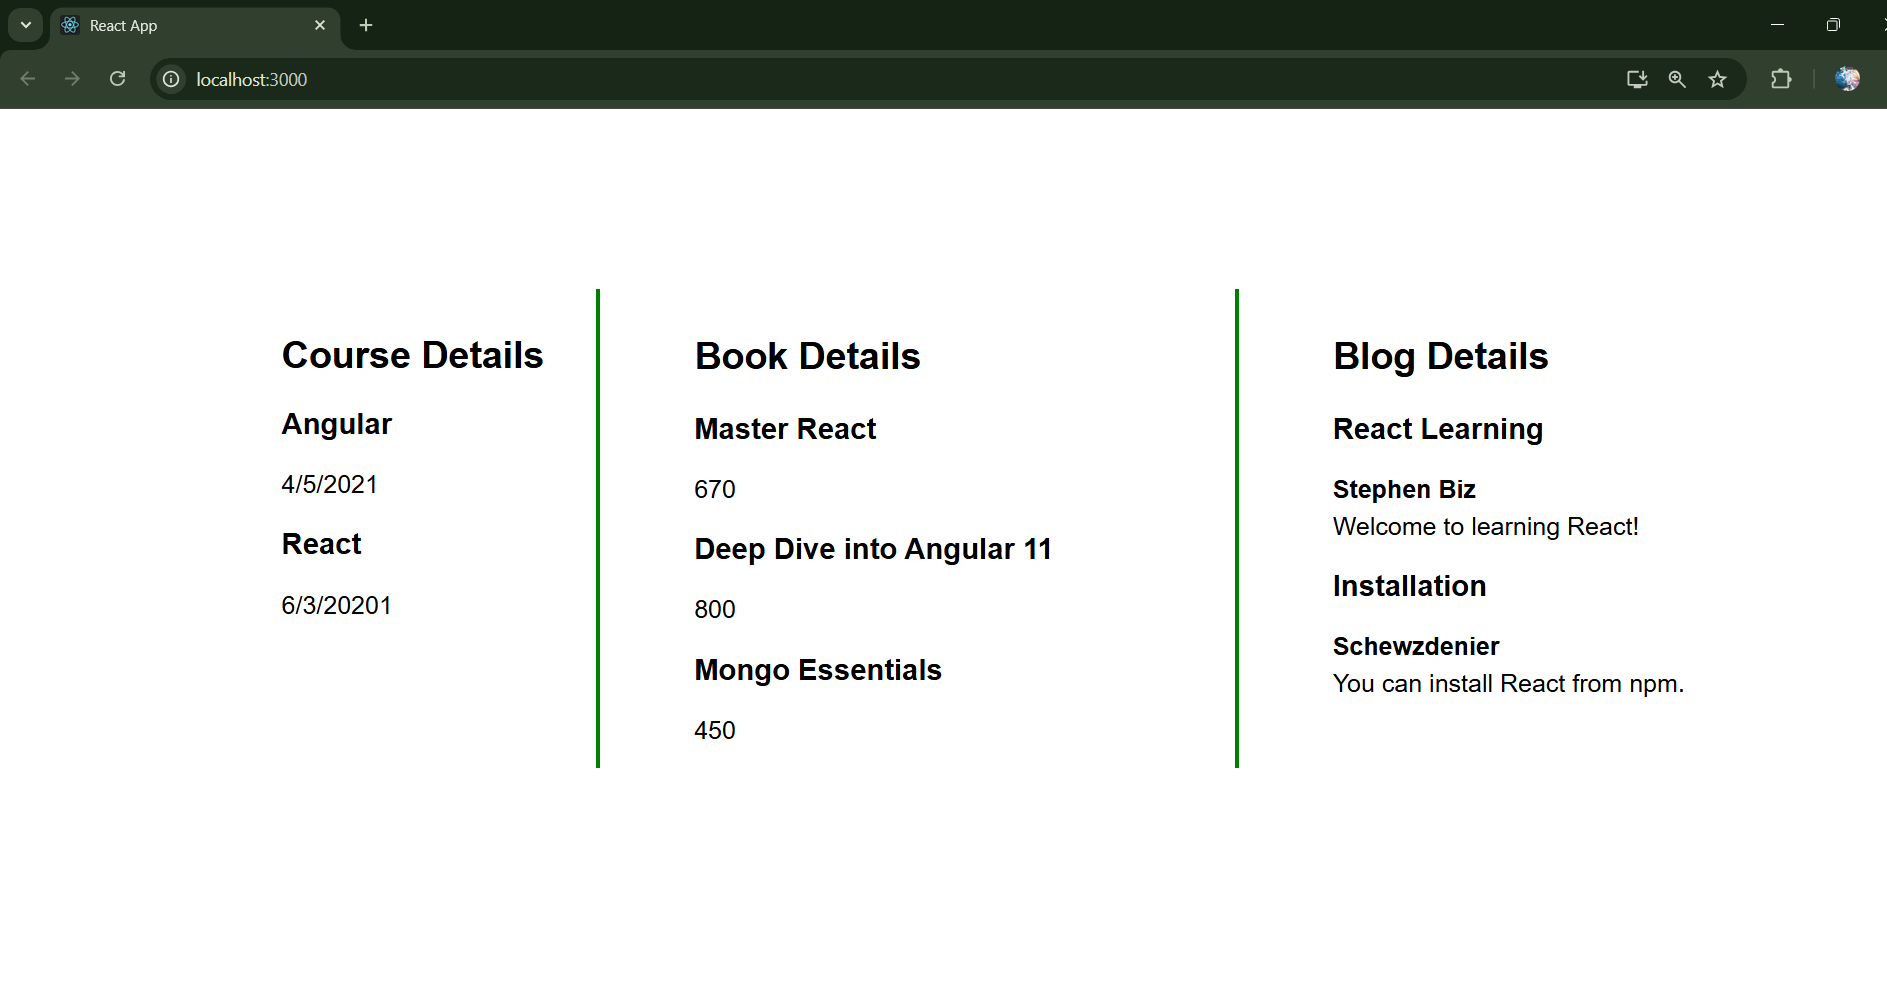 React App
localhost:3000
Course Details
Angular
4/5/2021
React
6/3/20201
Book Details
Master React
670
Deep Dive into Angular 11
800
Mongo Essentials
450
Blog Details
React Learning
Stephen Biz
Welcome to learning React!
Installation
Schewzdenier
You can install React from npm.